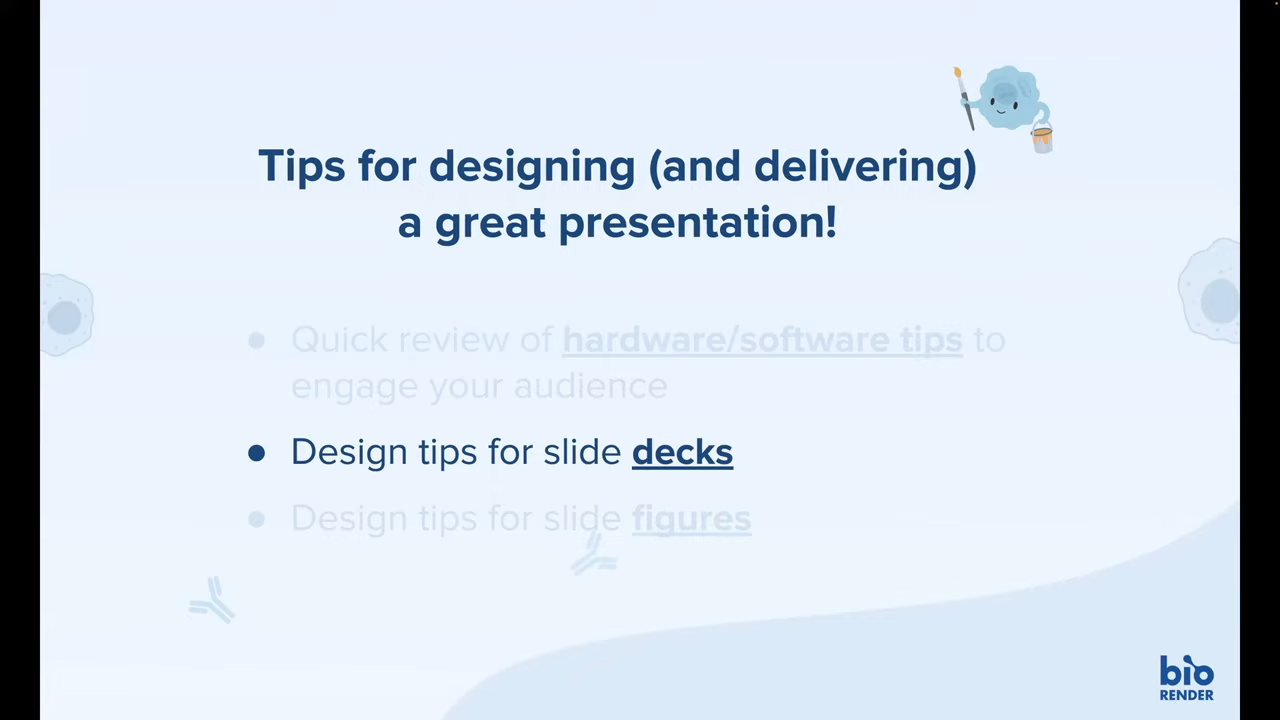 Tips for designing (and delivering)
a great presentation!
● Quick review of hardware/software tips to
engage your audience
● Design tips for slide decks
● Design tips for slide figures
bio
RENDER